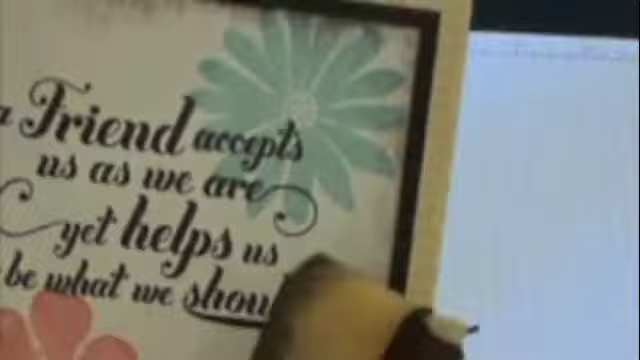 a Friend accepts
us as we are
yet helps us
be what we shou